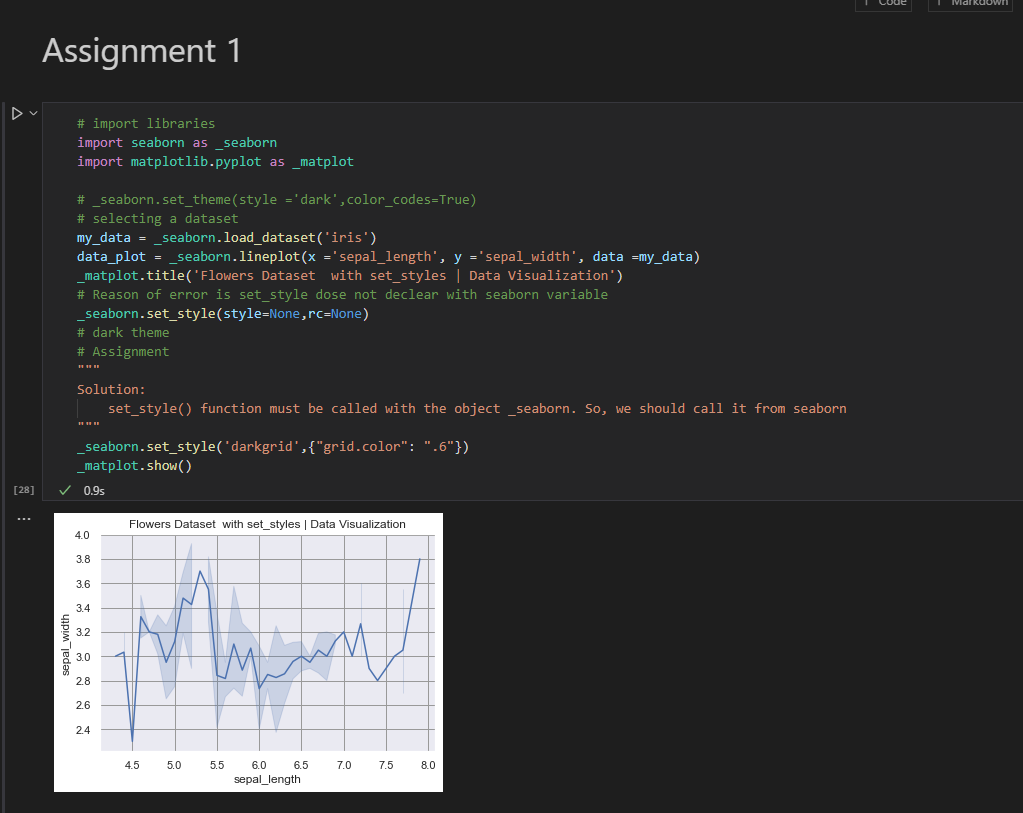 Code
Markdown
Assignment 1
# import libraries
import seaborn as _seaborn
import matplotlib.pyplot as _matplot
# _seaborn.set_theme(style ='dark',color_codes=True)
# selecting a dataset
my_data = _seaborn.load_dataset('iris')
data_plot = _seaborn.lineplot(x ='sepal_length', y ='sepal_width', data =my_data)
_matplot.title('Flowers Dataset  with set_styles | Data Visualization')
# Reason of error is set_style dose not declear with seaborn variable
_seaborn.set_style(style=None,rc=None)
# dark theme
# Assignment
"""
Solution:
    set_style() function must be called with the object _seaborn. So, we should call it from seaborn
"""
_seaborn.set_style('darkgrid',{"grid.color": ".6"})
_matplot.show()
[28]
0.9s
...
Flowers Dataset  with set_styles | Data Visualization
4.0
3.8
3.6
3.4
3.2
3.0
2.8
2.6
2.4
sepal_width
4.5 5.0 5.5 6.0 6.5 7.0 7.5 8.0
sepal_length